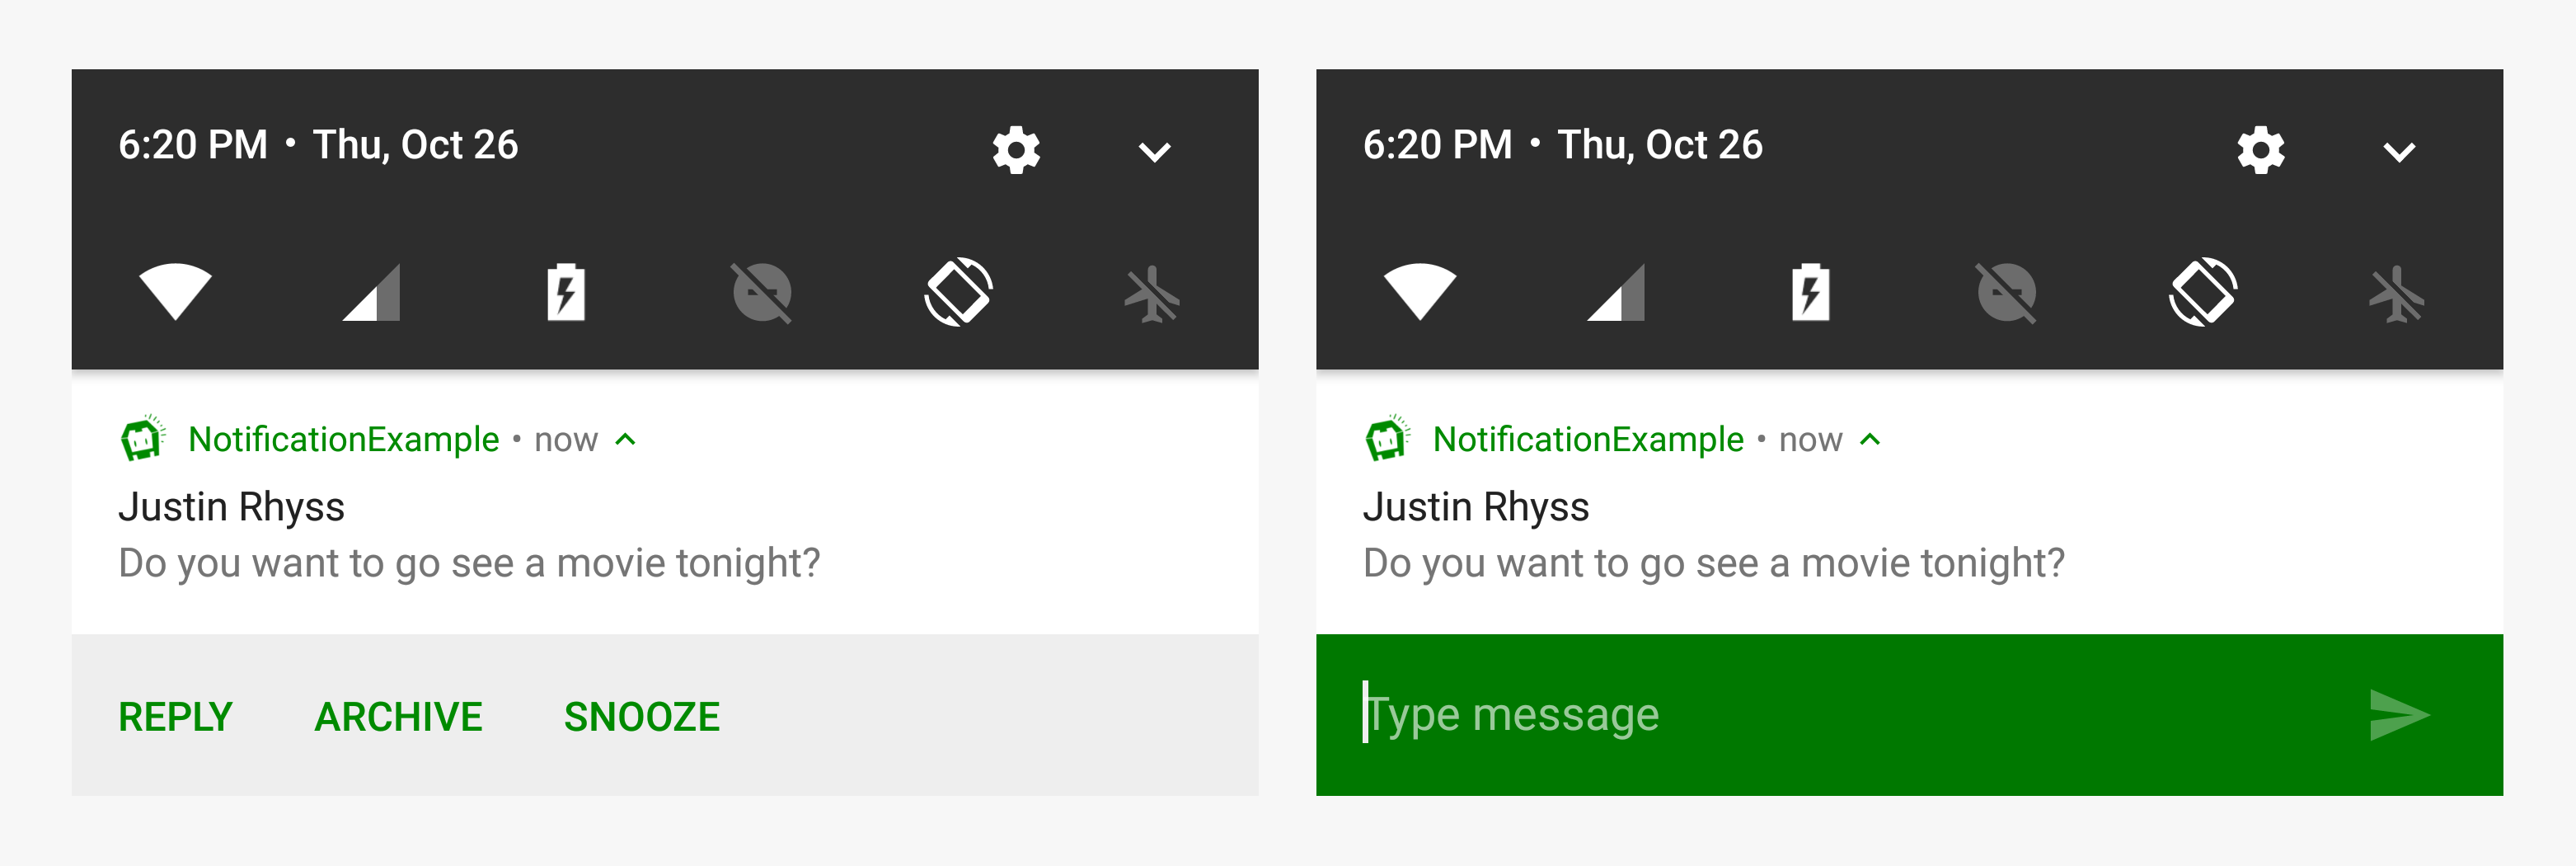 6:20 PM • Thu, Oct 26
NotificationExample • now
Justin Rhyss
Do you want to go see a movie tonight?
REPLY ARCHIVE SNOOZE
6:20 PM • Thu, Oct 26
NotificationExample • now
Justin Rhyss
Do you want to go see a movie tonight?
Type message